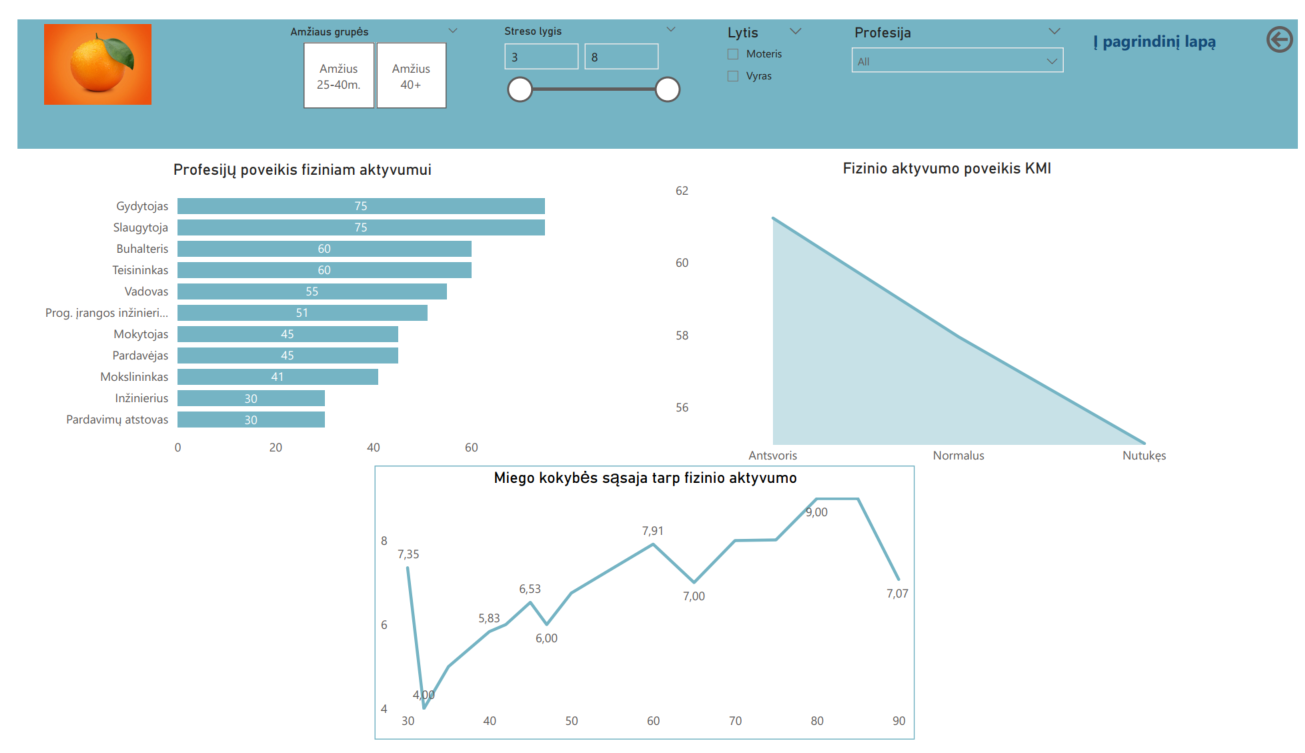 Amžiaus grupės
Amžius
25-40m.
Amžius
40+
Streso lygis
3
8
Lytis
Moteris
Vyras
Profesija
All
Į pagrindinį lapą
Profesijų poveikis fiziniam aktyvumui
Gydytojas 75
Slaugytoja 75
Buhalteris 60
Teisininkas 60
Vadovas 55
Prog. įrangos inžinieri... 51
Mokytojas 45
Pardavėjas 45
Mokslininkas 41
Inžinierius 30
Pardavimų atstovas 30
0 20 40 60
Fizinio aktyvumo poveikis KMI
62
60
58
56
Antsvoris Normalus Nutukęs
Miego kokybės sąsaja tarp fizinio aktyvumo
8
6
4
7,35
4,00
5,83
6,53
6,00
7,91
7,00
9,00
7,07
30 40 50 60 70 80 90